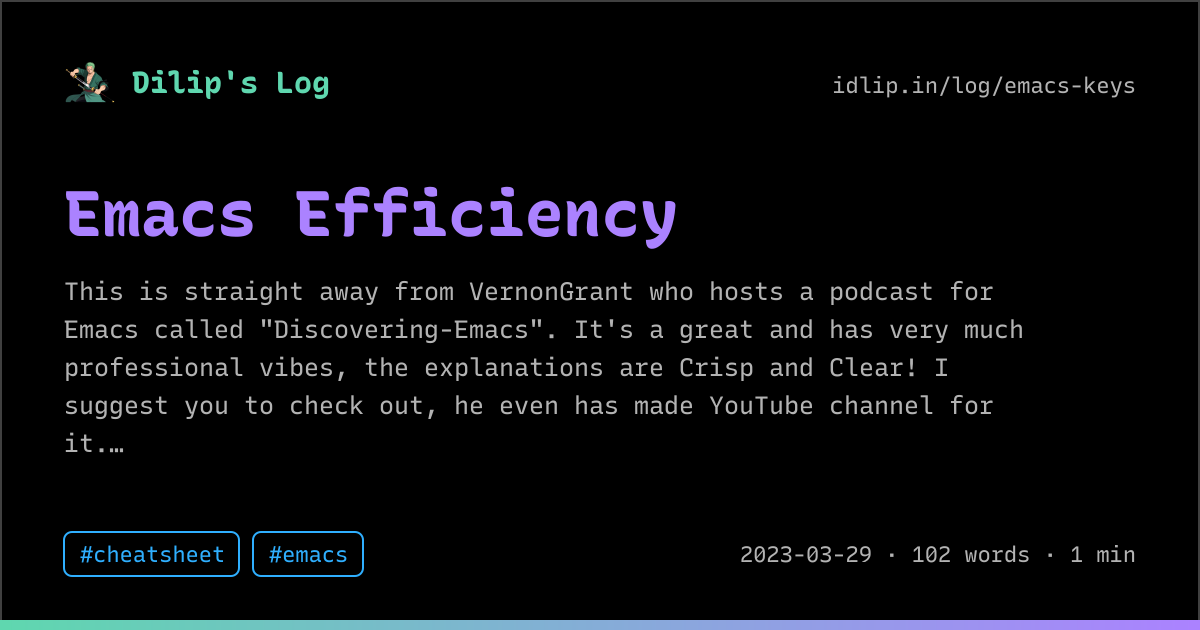 Dilip's Log
idlip.in/log/emacs-keys
Emacs Efficiency
This is straight away from VernonGrant who hosts a podcast for
Emacs called "Discovering-Emacs". It's a great and has very much
professional vibes, the explanations are Crisp and Clear! I
suggest you to check out, he even has made YouTube channel for
it.…
#cheatsheet #emacs
2023-03-29 · 102 words · 1 min